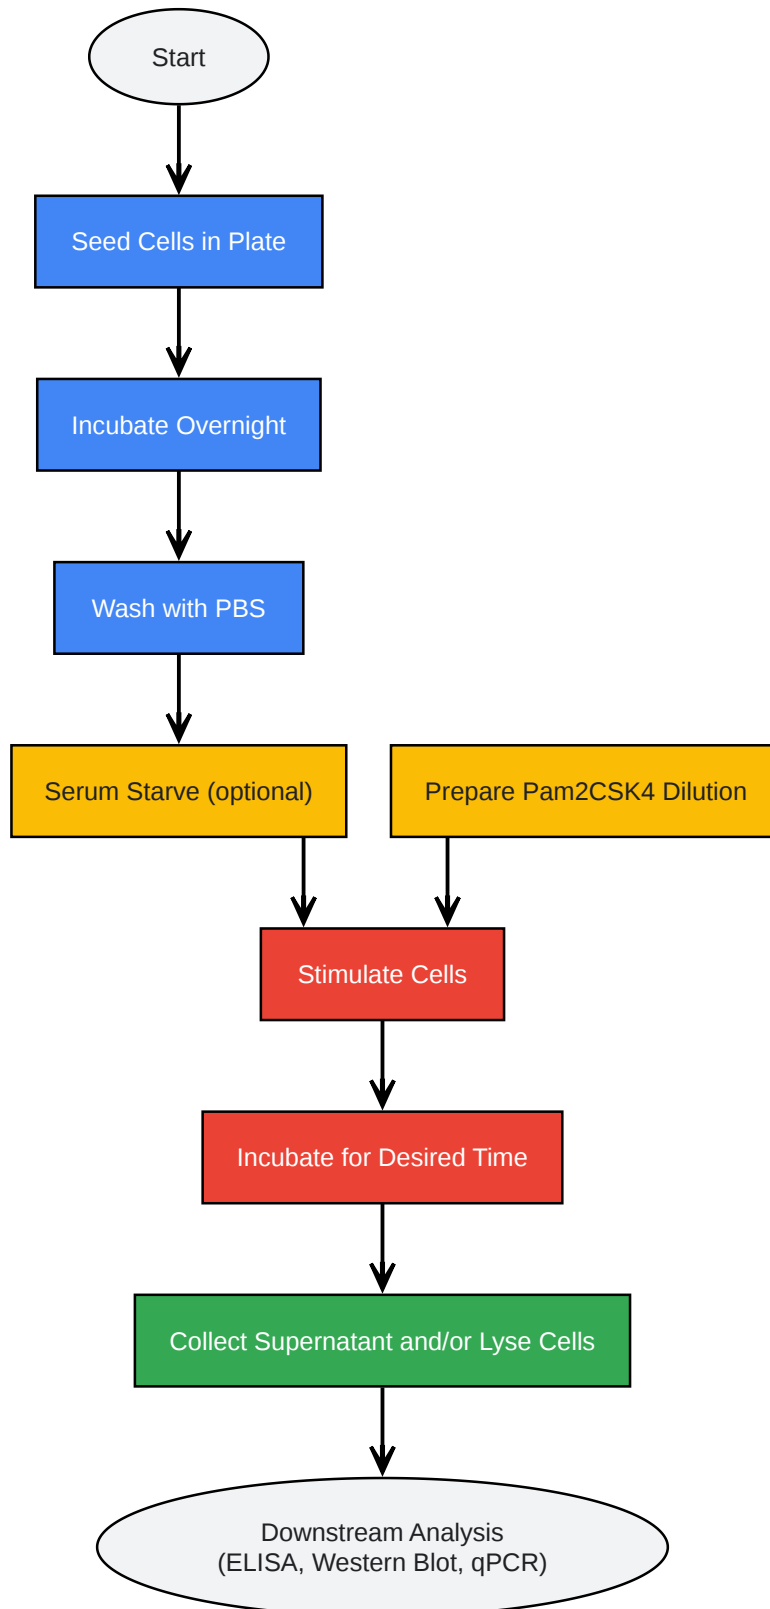 Start
Seed Cells in Plate
Incubate Overnight
Wash with PBS
Serum Starve (optional)
Prepare Pam2CSK4 Dilution
Stimulate Cells
Incubate for Desired Time
Collect Supernatant and/or Lyse Cells
Downstream Analysis
(ELISA, Western Blot, qPCR)